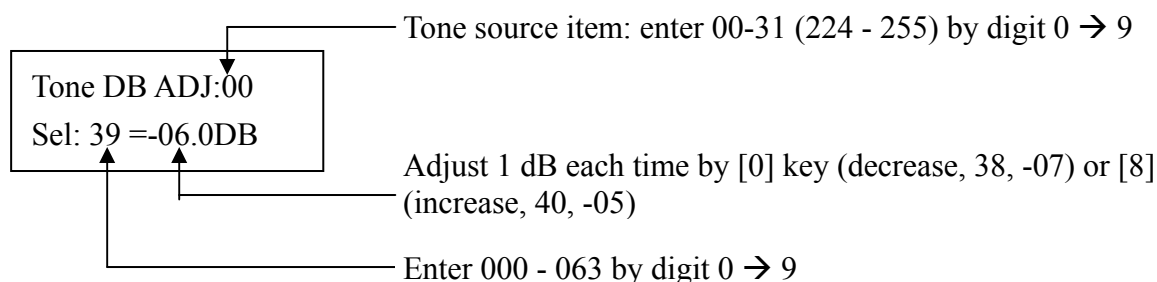 Tone source item: enter 00-31 (224 - 255) by digit 0 → 9
Tone DB ADJ:00
Sel: 39 =-06.0DB
Adjust 1 dB each time by [0] key (decrease, 38, -07) or [8]
(increase, 40, -05)
Enter 000 - 063 by digit 0 → 9